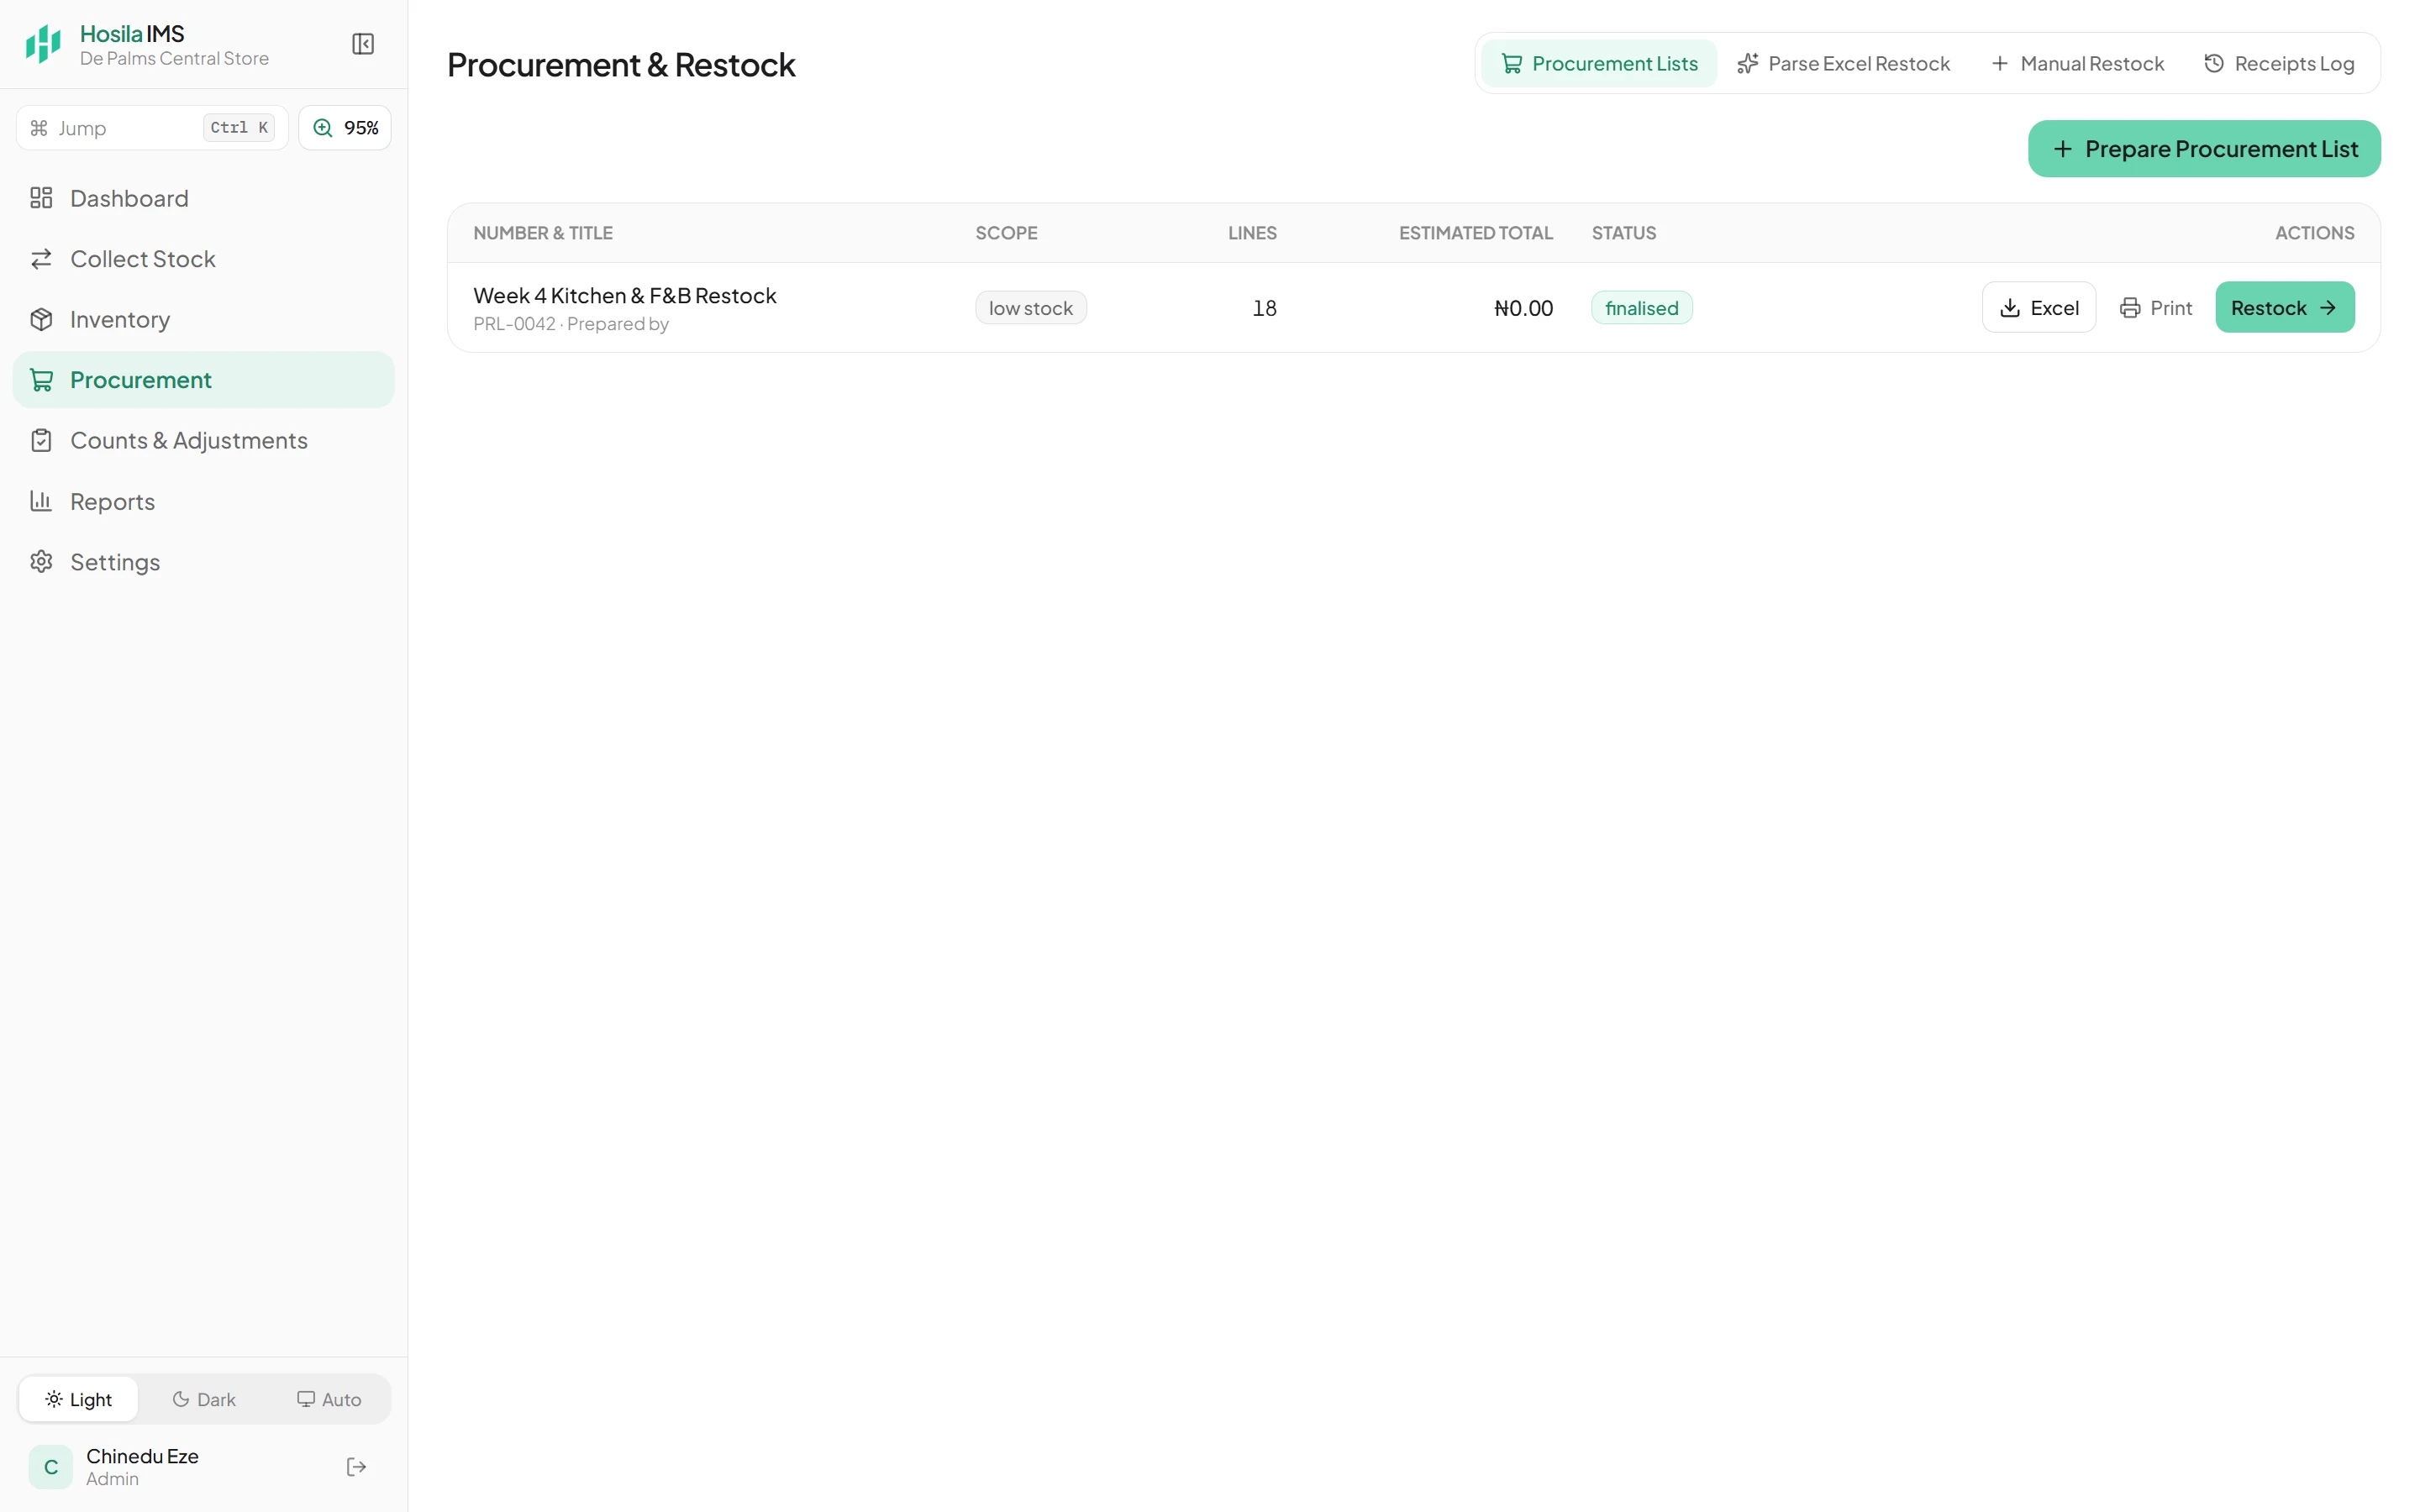 Hosila IMS
De Palms Central Store
Jump
Ctrl K
95%
Dashboard
Collect Stock
Inventory
Procurement
Counts & Adjustments
Reports
Settings
Light
Dark
Auto
C
Chinedu Eze
Admin
Procurement & Restock
Procurement Lists
Parse Excel Restock
Manual Restock
Receipts Log
Prepare Procurement List
NUMBER & TITLE
SCOPE
LINES
ESTIMATED TOTAL
STATUS
ACTIONS
Week 4 Kitchen & F&B Restock
PRL-0042 · Prepared by
low stock
18
₦0.00
finalised
Excel
Print
Restock